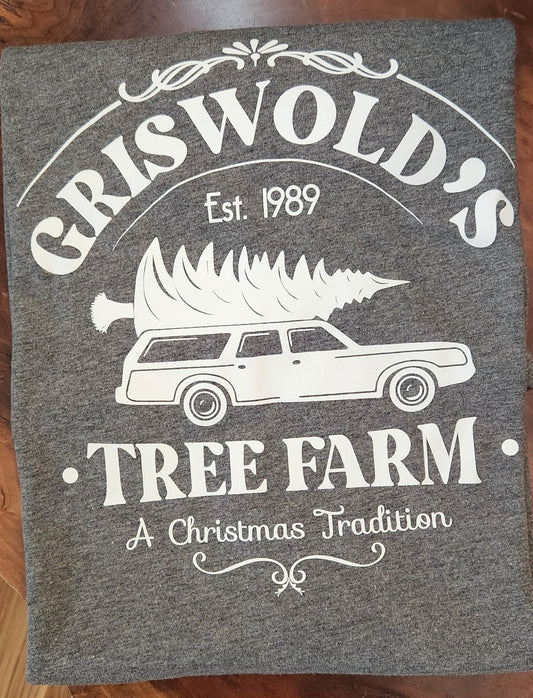 GRISWOLD'S
Est. 1989
• TREE FARM •
A Christmas Tradition